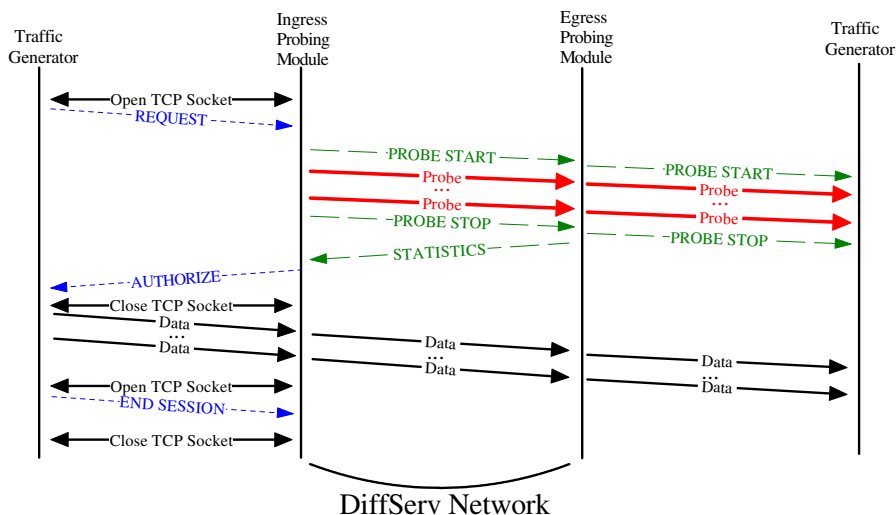 Traffic
Generator
Ingress
Probing
Module
Egress
Probing
Module
Traffic
Generator
Open TCP Socket
REQUEST
PROBE START
PROBE START
Probe
...
Probe
Probe
...
Probe
PROBE STOP
PROBE STOP
STATISTICS
AUTHORIZE
Close TCP Socket
Data
...
Data
Data
...
Data
Data
...
Data
Open TCP Socket
END SESSION
Close TCP Socket
DiffServ Network